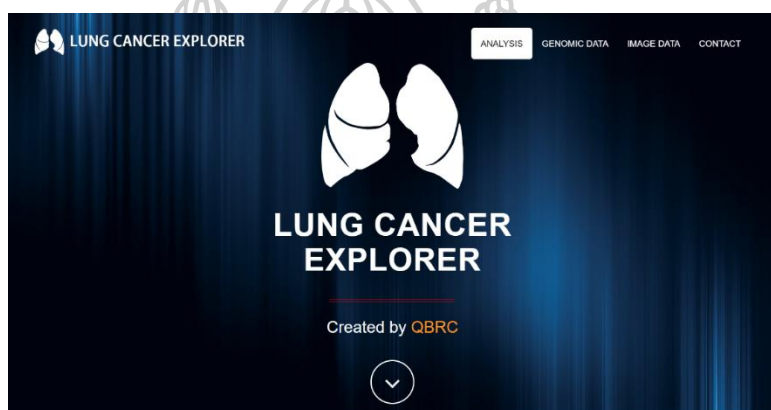 LUNG CANCER EXPLORER
ANALYSIS GENOMIC DATA IMAGE DATA CONTACT
LUNG CANCER
EXPLORER
Created by QBRC